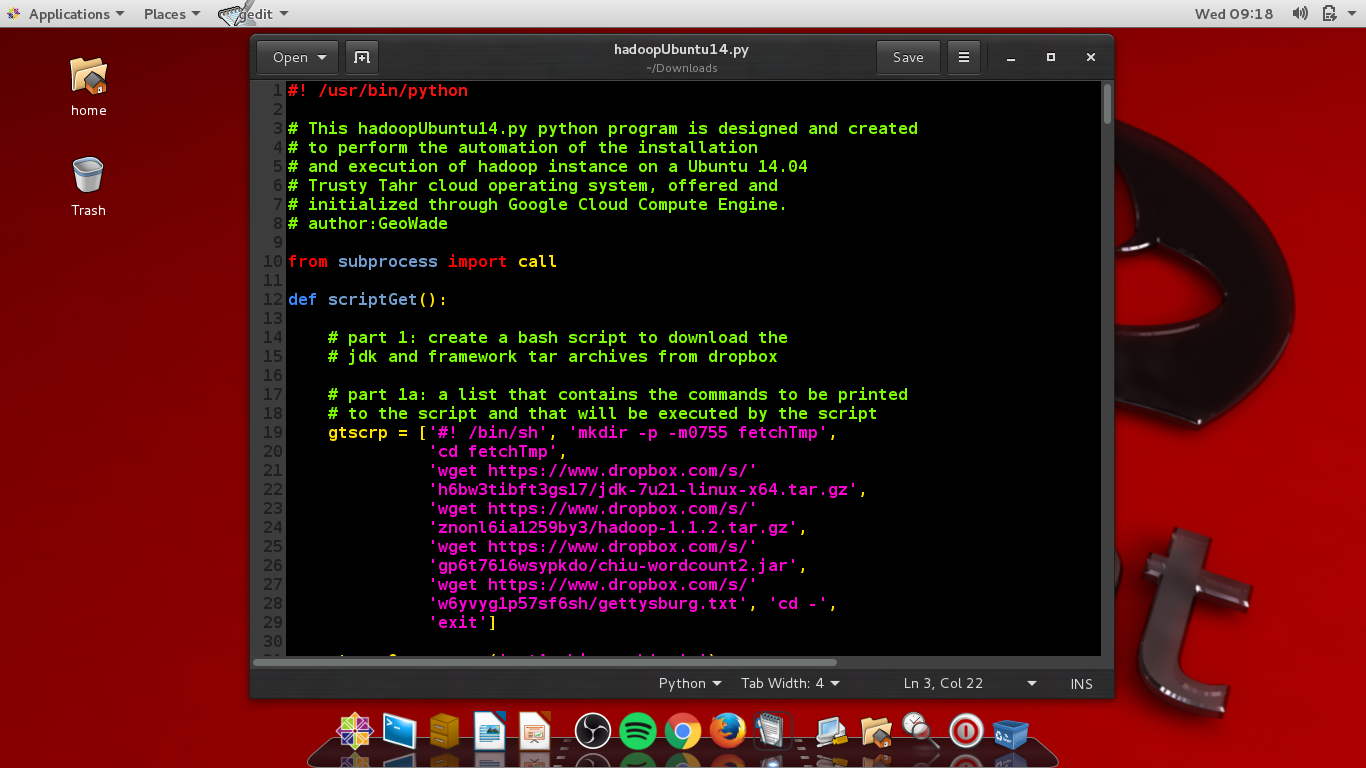 Applications Places gedit Wed 09:18
home
Trash
Open hadoopUbuntu14.py Save
~/Downloads
1 #! /usr/bin/python
2
3 # This hadoopUbuntu14.py python program is designed and created
4 # to perform the automation of the installation
5 # and execution of hadoop instance on a Ubuntu 14.04
6 # Trusty Tahr cloud operating system, offered and
7 # initialized through Google Cloud Compute Engine.
8 # author:GeoWade
9
10 from subprocess import call
11
12 def scriptGet():
13
14     # part 1: create a bash script to download the
15     # jdk and framework tar archives from dropbox
16
17     # part 1a: a list that contains the commands to be printed
18     # to the script and that will be executed by the script
19     gtscrp = ['#! /bin/sh', 'mkdir -p -m0755 fetchTmp',
20               'cd fetchTmp',
21               'wget https://www.dropbox.com/s/'
22               'h6bw3tibft3gs17/jdk-7u21-linux-x64.tar.gz',
23               'wget https://www.dropbox.com/s/'
24               'znonl6ia1259by3/hadoop-1.1.2.tar.gz',
25               'wget https://www.dropbox.com/s/'
26               'gp6t7616wsypkdo/chiu-wordcount2.jar',
27               'wget https://www.dropbox.com/s/'
28               'w6yvyg1p57sf6sh/gettysburg.txt', 'cd -',
29               'exit']
30
Python Tab Width: 4 Ln 3, Col 22 INS
t